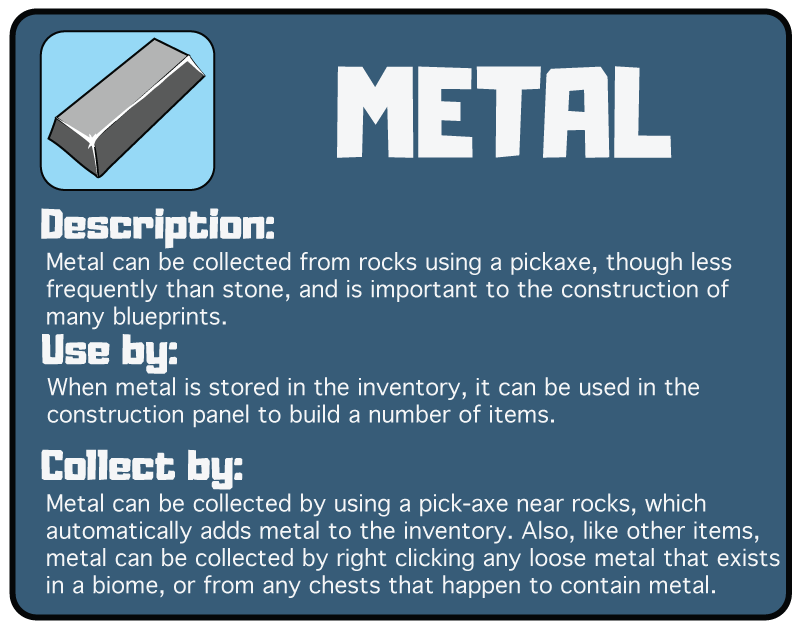 METAL
Description:
Metal can be collected from rocks using a pickaxe, though less
frequently than stone, and is important to the construction of
many blueprints.
Use by:
When metal is stored in the inventory, it can be used in the
construction panel to build a number of items.
Collect by:
Metal can be collected by using a pick-axe near rocks, which
automatically adds metal to the inventory. Also, like other items,
metal can be collected by right clicking any loose metal that exists
in a biome, or from any chests that happen to contain metal.